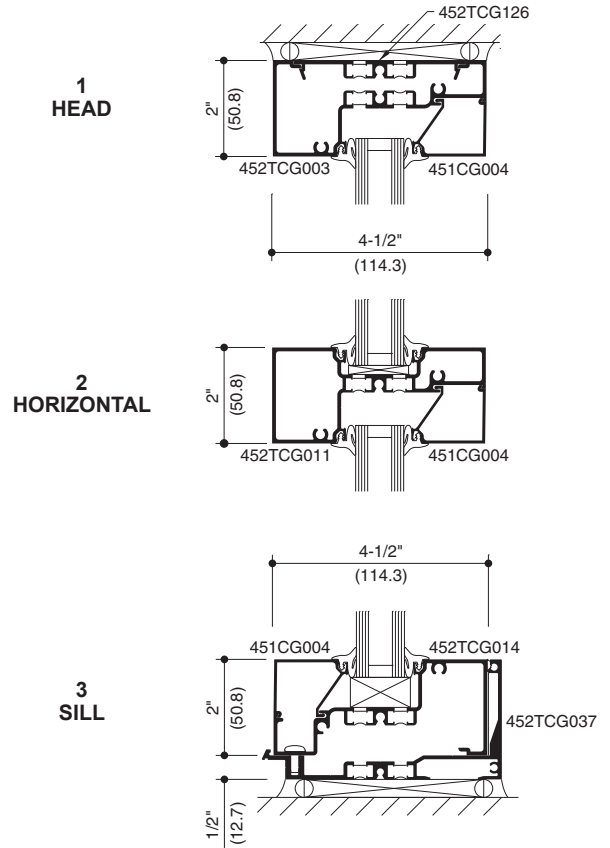 452TCG126
1
HEAD
2"
(50.8)
452TCG003
451CG004
4-1/2"
(114.3)
2
HORIZONTAL
2"
(50.8)
452TCG011
451CG004
4-1/2"
(114.3)
451CG004
452TCG014
3
SILL
2"
(50.8)
452TCG037
1/2"
(12.7)